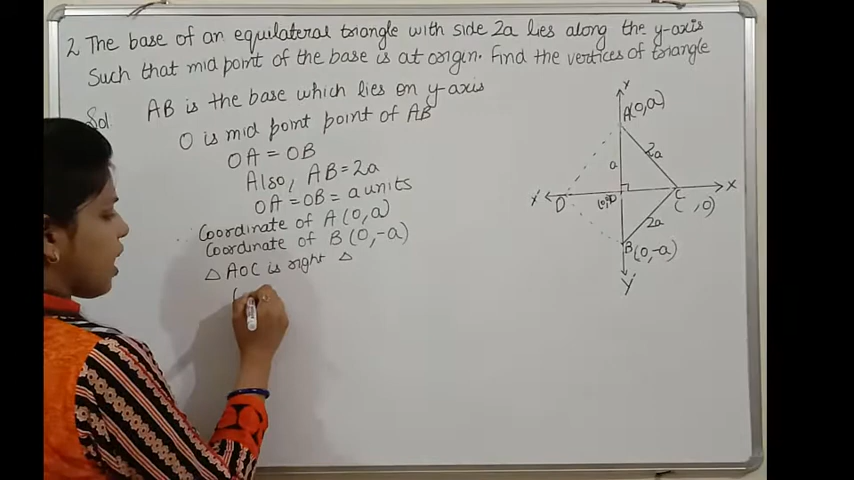 2. The base of an equilateral triangle with side 2a lies along the y-axis
Such that mid point of the base is at origin. Find the vertices of triangle
Sol. AB is the base which lies on y-axis
O is mid point point of AB
OA = OB
Also, AB = 2a
OA = OB = a units
Coordinate of A (0, a)
Coordinate of B (0, -a)
△ AOC is right △
(
Y
A(0, a)
2a
a
X'
D
C
X
( , 0)
2a
B(0, -a)
Y'